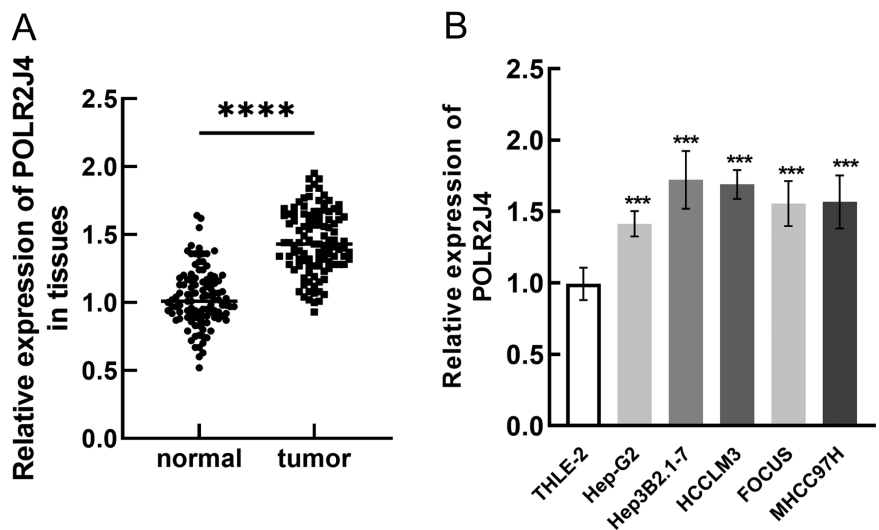 A
Relative expression of POLR2J4
in tissues
2.5
2.0
1.5
1.0
0.5
0.0
****
normal tumor
B
Relative expression of
POLR2J4
2.5
2.0
1.5
1.0
0.5
0.0
*** *** *** *** ***
THLE-2
Hep-G2
Hep3B2.1-7
HCCLM3
FOCUS
MHCC97H